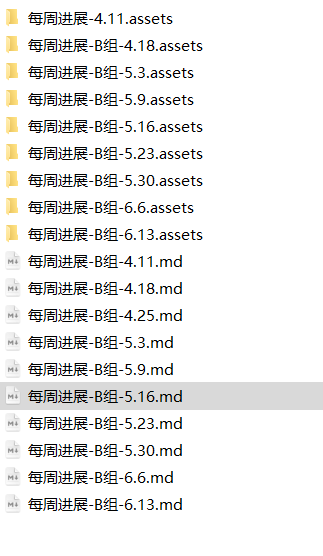 每周进展-4.11.assets
每周进展-B组-4.18.assets
每周进展-B组-5.3.assets
每周进展-B组-5.9.assets
每周进展-B组-5.16.assets
每周进展-B组-5.23.assets
每周进展-B组-5.30.assets
每周进展-B组-6.6.assets
每周进展-B组-6.13.assets
每周进展-B组-4.11.md
每周进展-B组-4.18.md
每周进展-B组-4.25.md
每周进展-B组-5.3.md
每周进展-B组-5.9.md
每周进展-B组-5.16.md
每周进展-B组-5.23.md
每周进展-B组-5.30.md
每周进展-B组-6.6.md
每周进展-B组-6.13.md